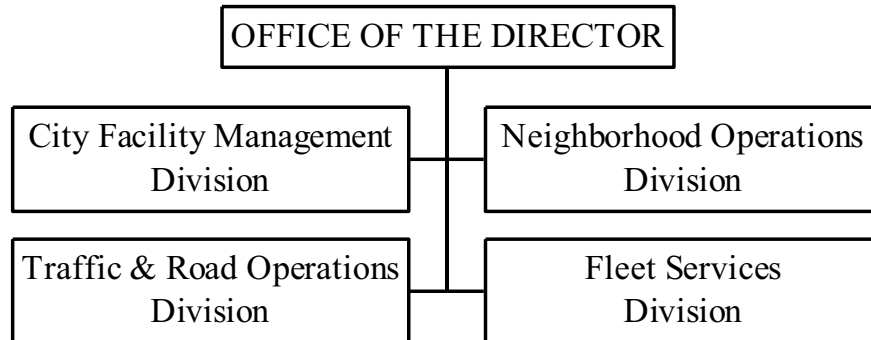 OFFICE OF THE DIRECTOR
City Facility Management
Division
Neighborhood Operations
Division
Traffic & Road Operations
Division
Fleet Services
Division